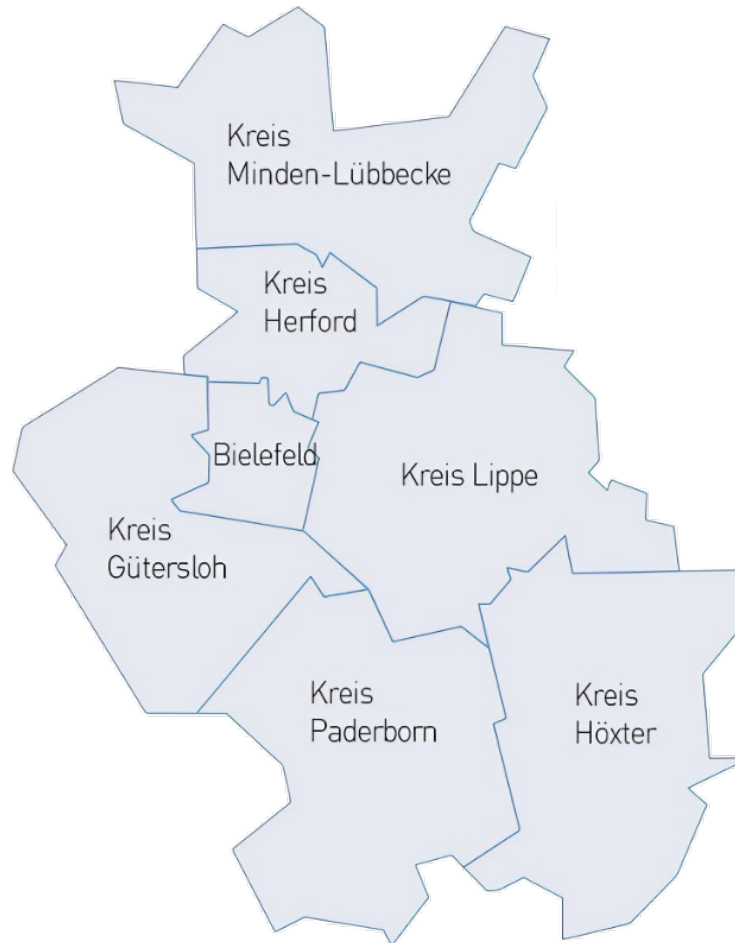 Kreis
Minden-Lübbecke
Kreis
Herford
Bielefeld
Kreis Lippe
Kreis
Gütersloh
Kreis
Paderborn
Kreis
Höxter